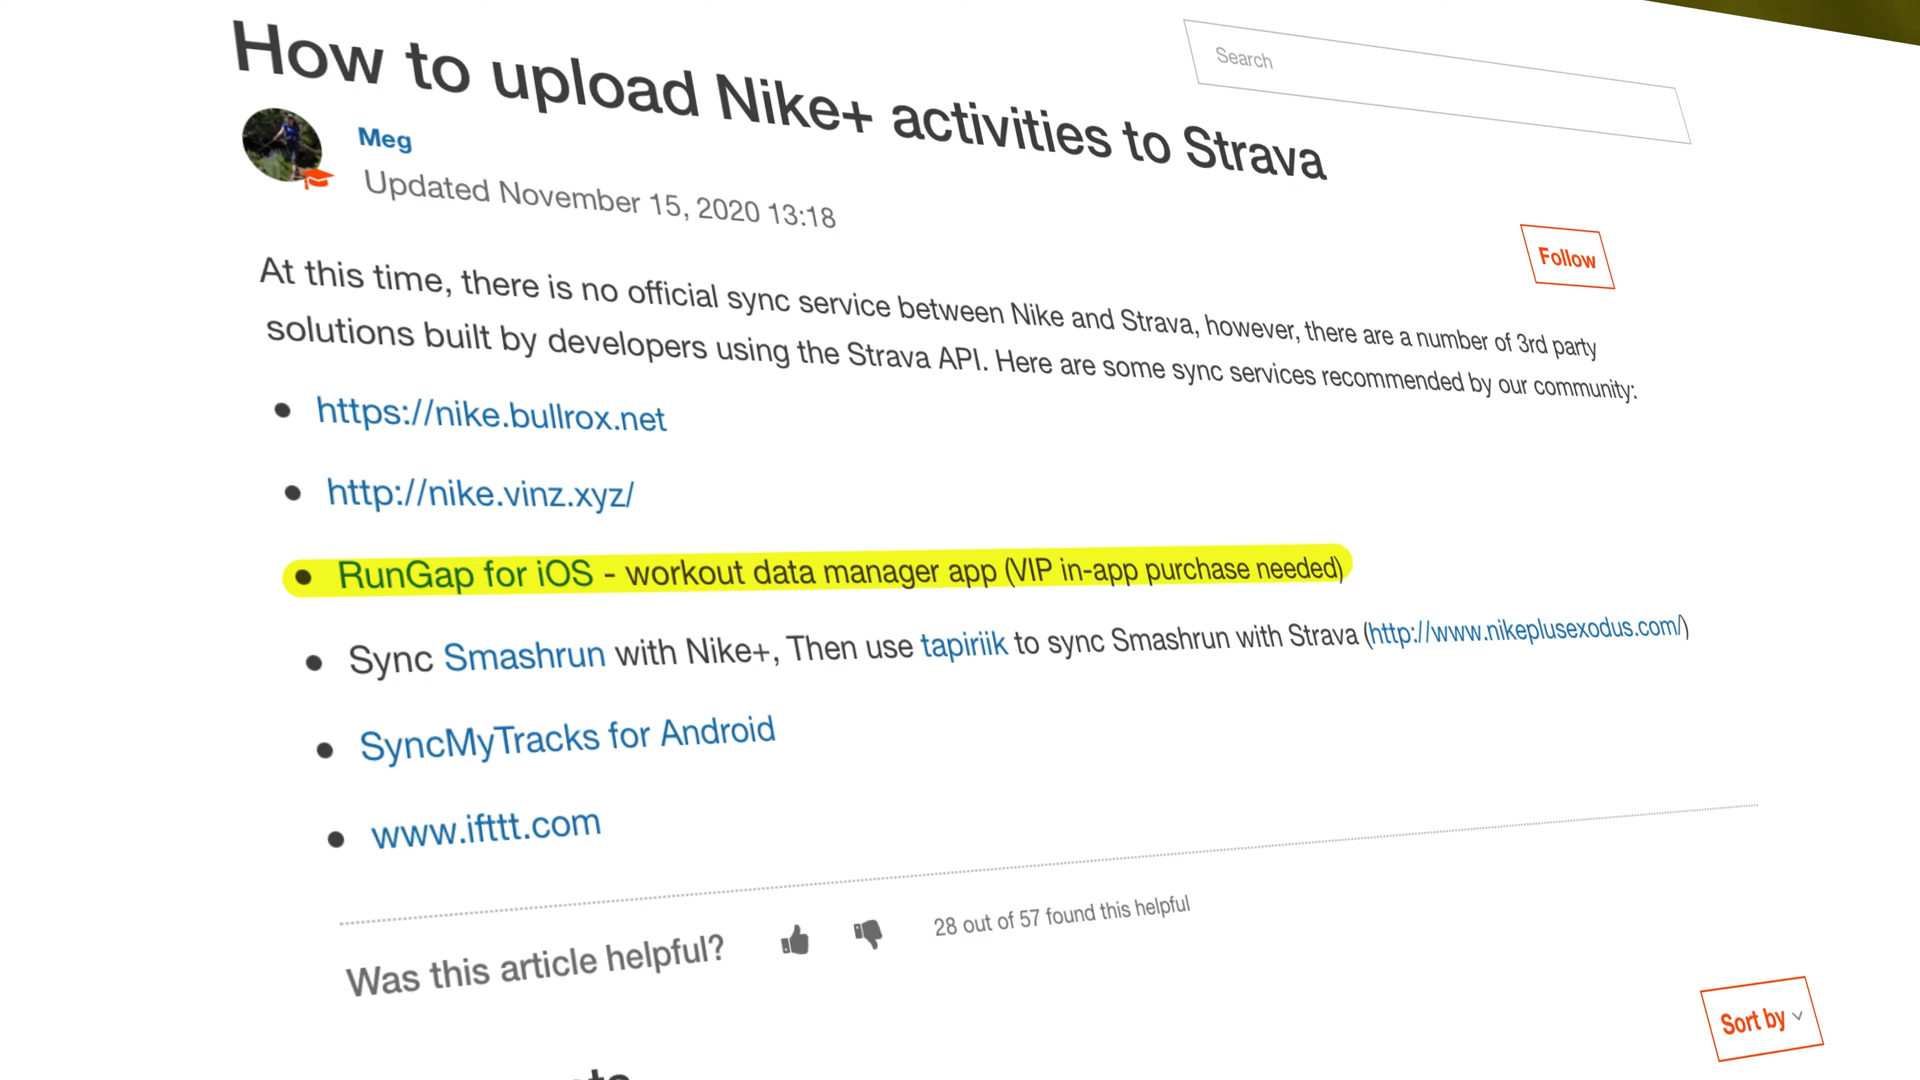 How to upload Nike+ activities to Strava
Search
Meg
Updated November 15, 2020 13:18
Follow
At this time, there is no official sync service between Nike and Strava, however, there are a number of 3rd party
solutions built by developers using the Strava API. Here are some sync services recommended by our community:
• https://nike.bullrox.net
• http://nike.vinz.xyz/
• RunGap for iOS - workout data manager app (VIP in-app purchase needed)
• Sync Smashrun with Nike+, Then use tapiriik to sync Smashrun with Strava (http://www.nikeplusexodus.com/)
• SyncMyTracks for Android
• www.ifttt.com
Was this article helpful?
28 out of 57 found this helpful
Sort by